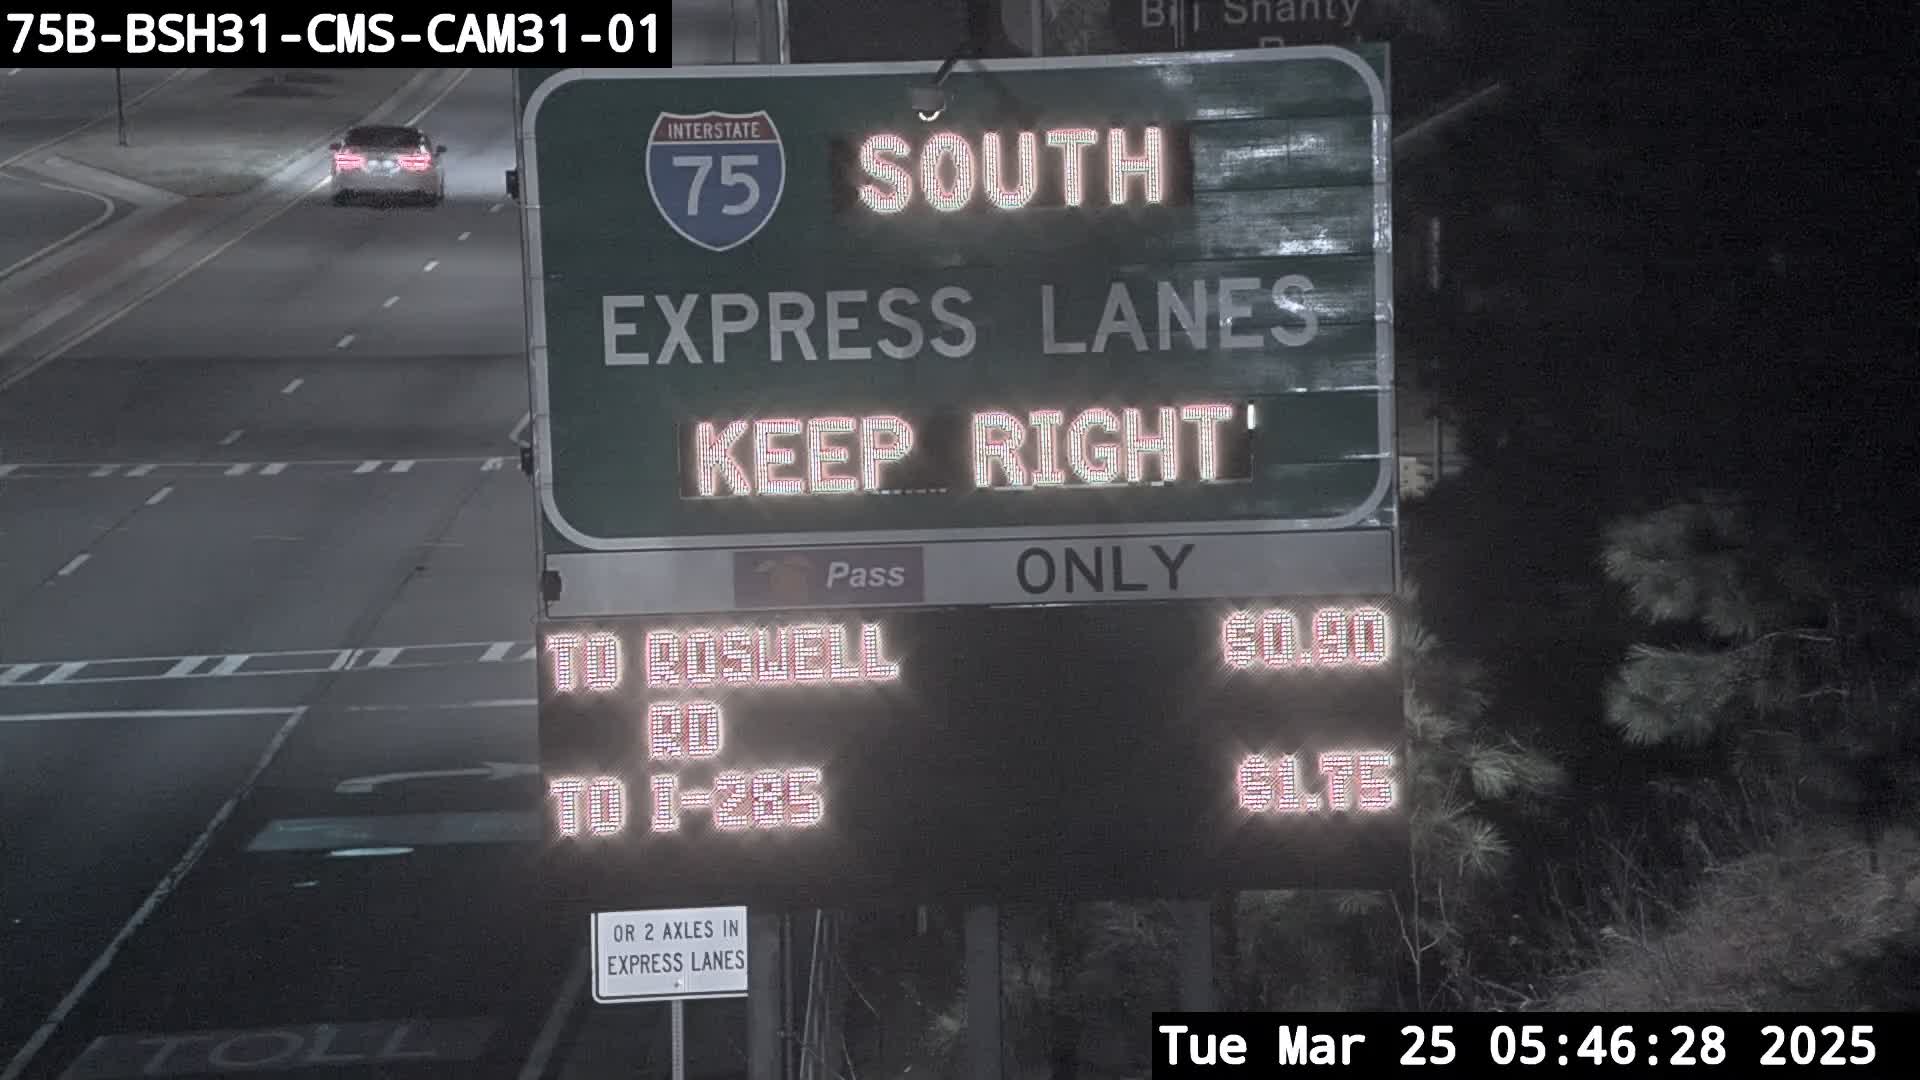 75B-BSH31-CMS-CAM31-01
Shanty
INTERSTATE
75
SOUTH
EXPRESS LANES
KEEP RIGHT
Pass ONLY
TO ROSWELL $0.90
RD
TO I-285 $1.75
OR 2 AXLES IN
EXPRESS LANES
TOLL
Tue Mar 25 05:46:28 2025